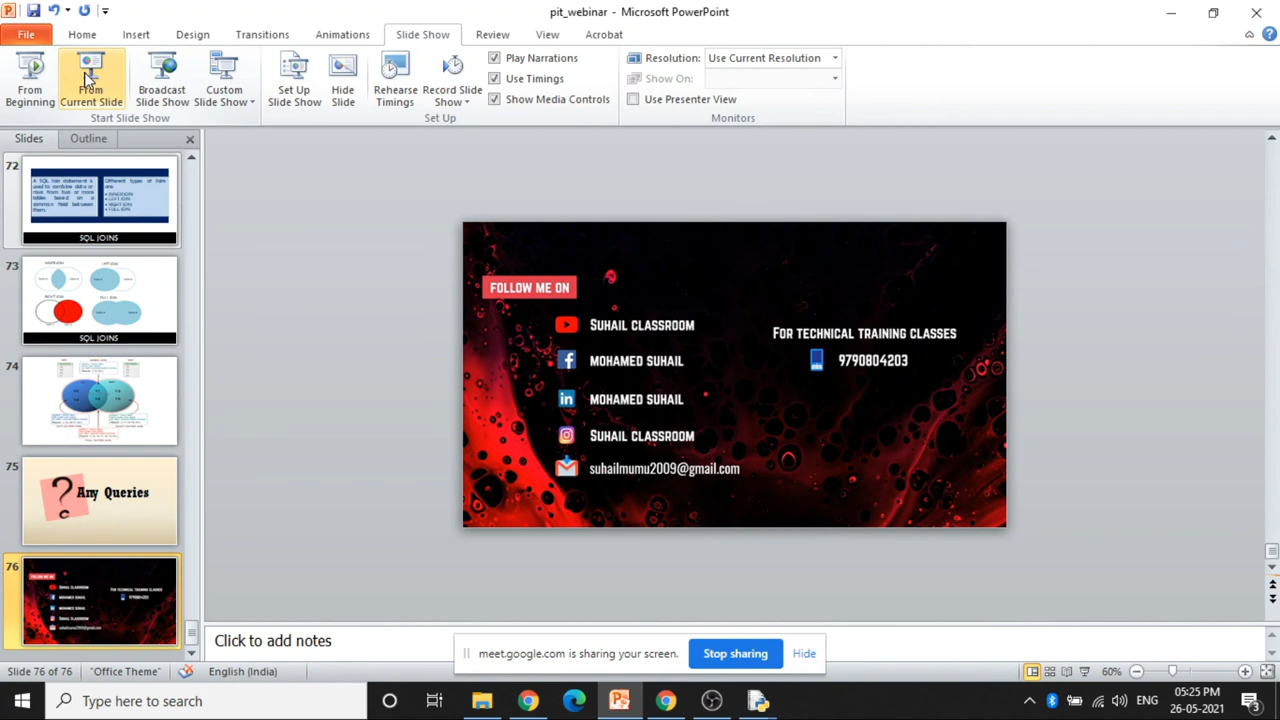 pit_webinar - Microsoft PowerPoint
File Home Insert Design Transitions Animations Slide Show Review View Acrobat
From Beginning
From Current Slide
Broadcast Slide Show
Custom Slide Show
Set Up Slide Show
Hide Slide
Rehearse Timings
Record Slide Show
Play Narrations
Use Timings
Show Media Controls
Resolution: Use Current Resolution
Show On:
Use Presenter View
Start Slide Show
Set Up
Monitors
Slides Outline
72
SQL JOINS
73
SQL JOINS
74
75
Any Queries
76
FOLLOW ME ON
SUHAIL CLASSROOM
MOHAMED SUHAIL
MOHAMED SUHAIL
SUHAIL CLASSROOM
suhailmumu2009@gmail.com
FOR TECHNICAL TRAINING CLASSES
9790804203
Click to add notes
meet.google.com is sharing your screen. Stop sharing Hide
Slide 76 of 76 "Office Theme" English (India) 60%
Type here to search
ENG
05:25 PM
26-05-2021
3